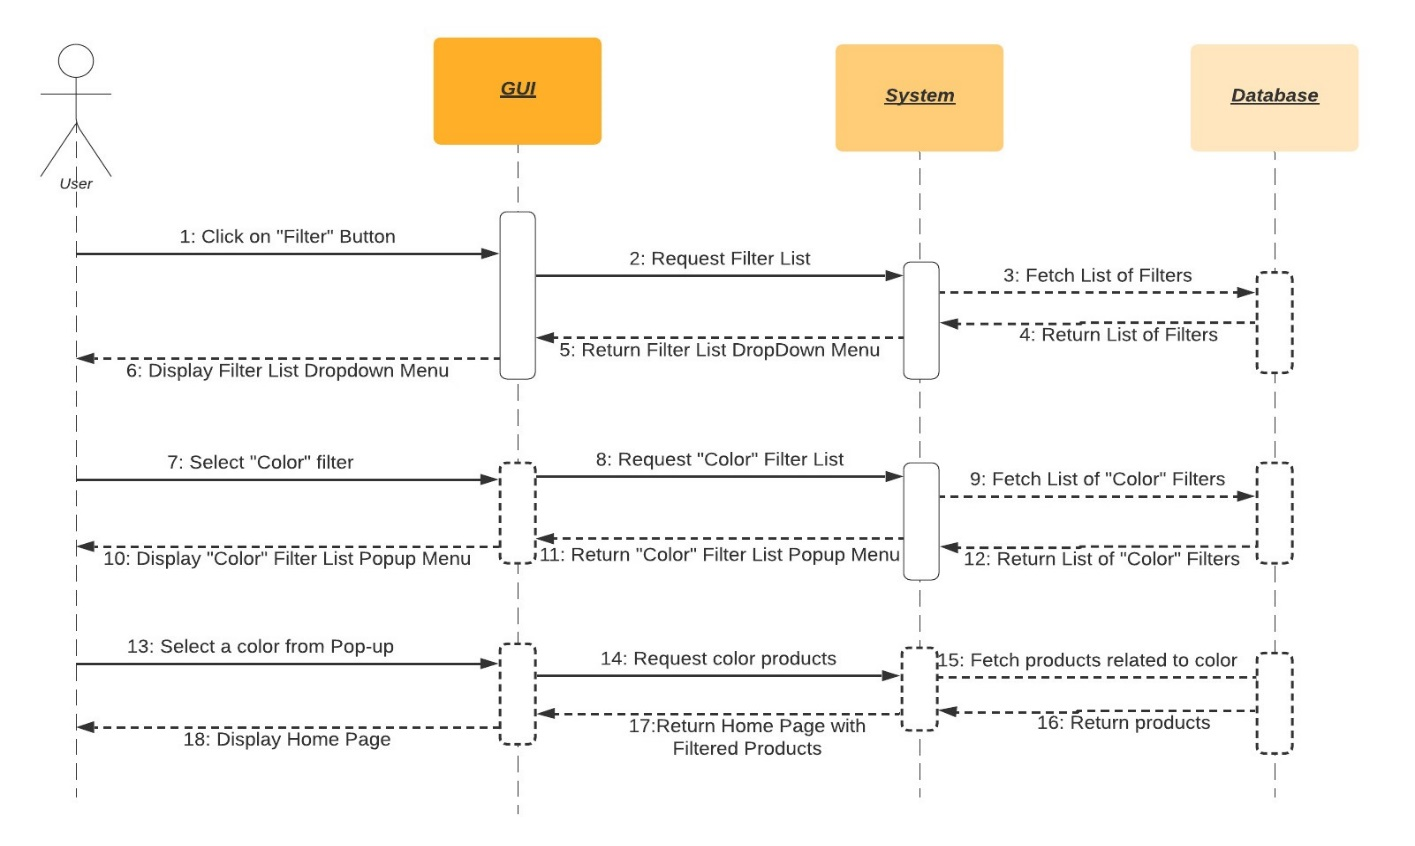 GUI
System
Database
User
1: Click on "Filter" Button
2: Request Filter List
3: Fetch List of Filters
4: Return List of Filters
5: Return Filter List DropDown Menu
6: Display Filter List Dropdown Menu
7: Select "Color" filter
8: Request "Color" Filter List
9: Fetch List of "Color" Filters
10: Display "Color" Filter List Popup Menu
11: Return "Color" Filter List Popup Menu
12: Return List of "Color" Filters
13: Select a color from Pop-up
14: Request color products
15: Fetch products related to color
16: Return products
17:Return Home Page with
Filtered Products
18: Display Home Page